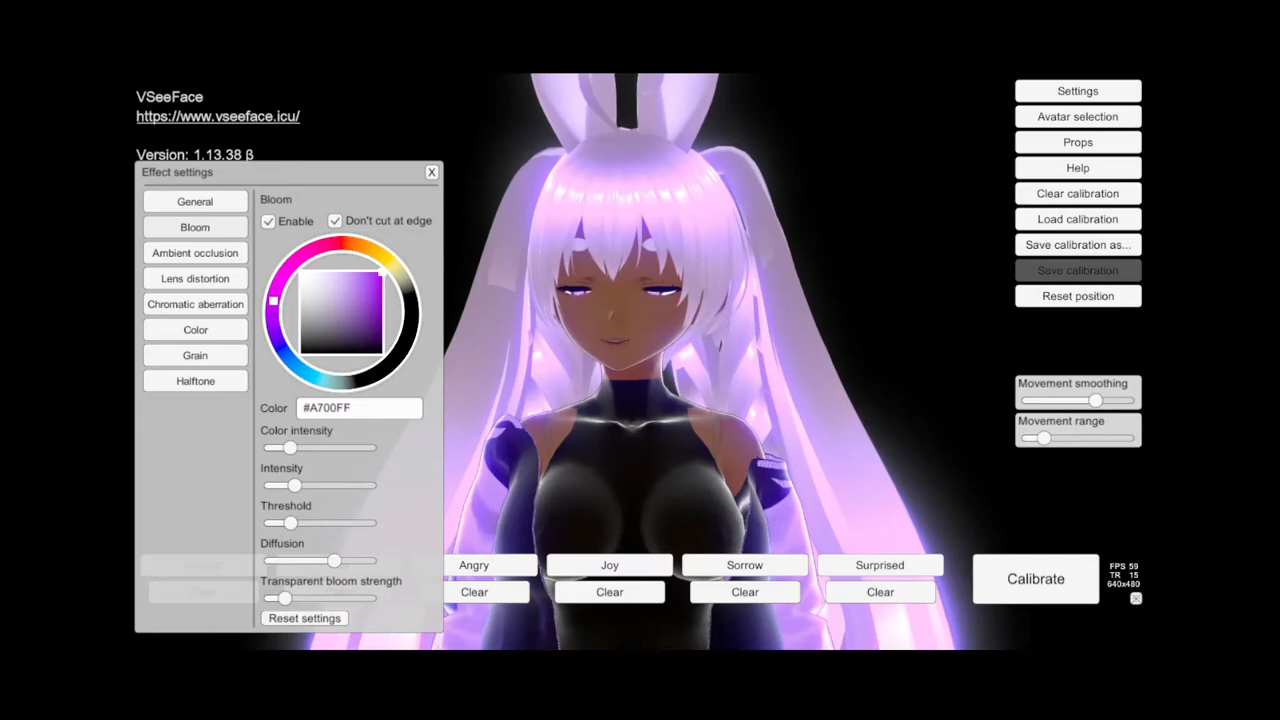 VSeeFace
https://www.vseeface.icu/
Version: 1.13.38 β
Effect settings
X
General
Bloom
Ambient occlusion
Lens distortion
Chromatic aberration
Color
Grain
Halftone
Bloom
Enable
Don't cut at edge
Color
#A700FF
Color intensity
Intensity
Threshold
Diffusion
Transparent bloom strength
Reset settings
Angry
Joy
Sorrow
Surprised
Clear
Clear
Clear
Clear
Settings
Avatar selection
Props
Help
Clear calibration
Load calibration
Save calibration as...
Save calibration
Reset position
Movement smoothing
Movement range
Calibrate
FPS 59
TR 15
640x480